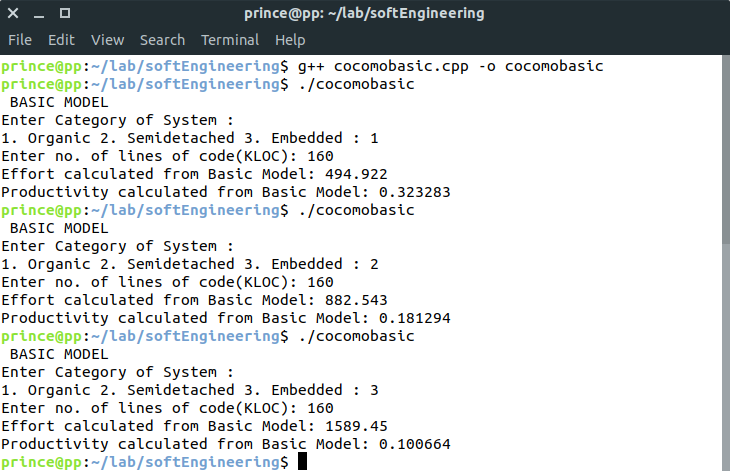 prince@pp: ~/lab/softEngineering
File Edit View Search Terminal Help
prince@pp:~/lab/softEngineering$ g++ cocomobasic.cpp -o cocomobasic
prince@pp:~/lab/softEngineering$ ./cocomobasic
 BASIC MODEL
Enter Category of System :
1. Organic 2. Semidetached 3. Embedded : 1
Enter no. of lines of code(KLOC): 160
Effort calculated from Basic Model: 494.922
Productivity calculated from Basic Model: 0.323283
prince@pp:~/lab/softEngineering$ ./cocomobasic
 BASIC MODEL
Enter Category of System :
1. Organic 2. Semidetached 3. Embedded : 2
Enter no. of lines of code(KLOC): 160
Effort calculated from Basic Model: 882.543
Productivity calculated from Basic Model: 0.181294
prince@pp:~/lab/softEngineering$ ./cocomobasic
 BASIC MODEL
Enter Category of System :
1. Organic 2. Semidetached 3. Embedded : 3
Enter no. of lines of code(KLOC): 160
Effort calculated from Basic Model: 1589.45
Productivity calculated from Basic Model: 0.100664
prince@pp:~/lab/softEngineering$